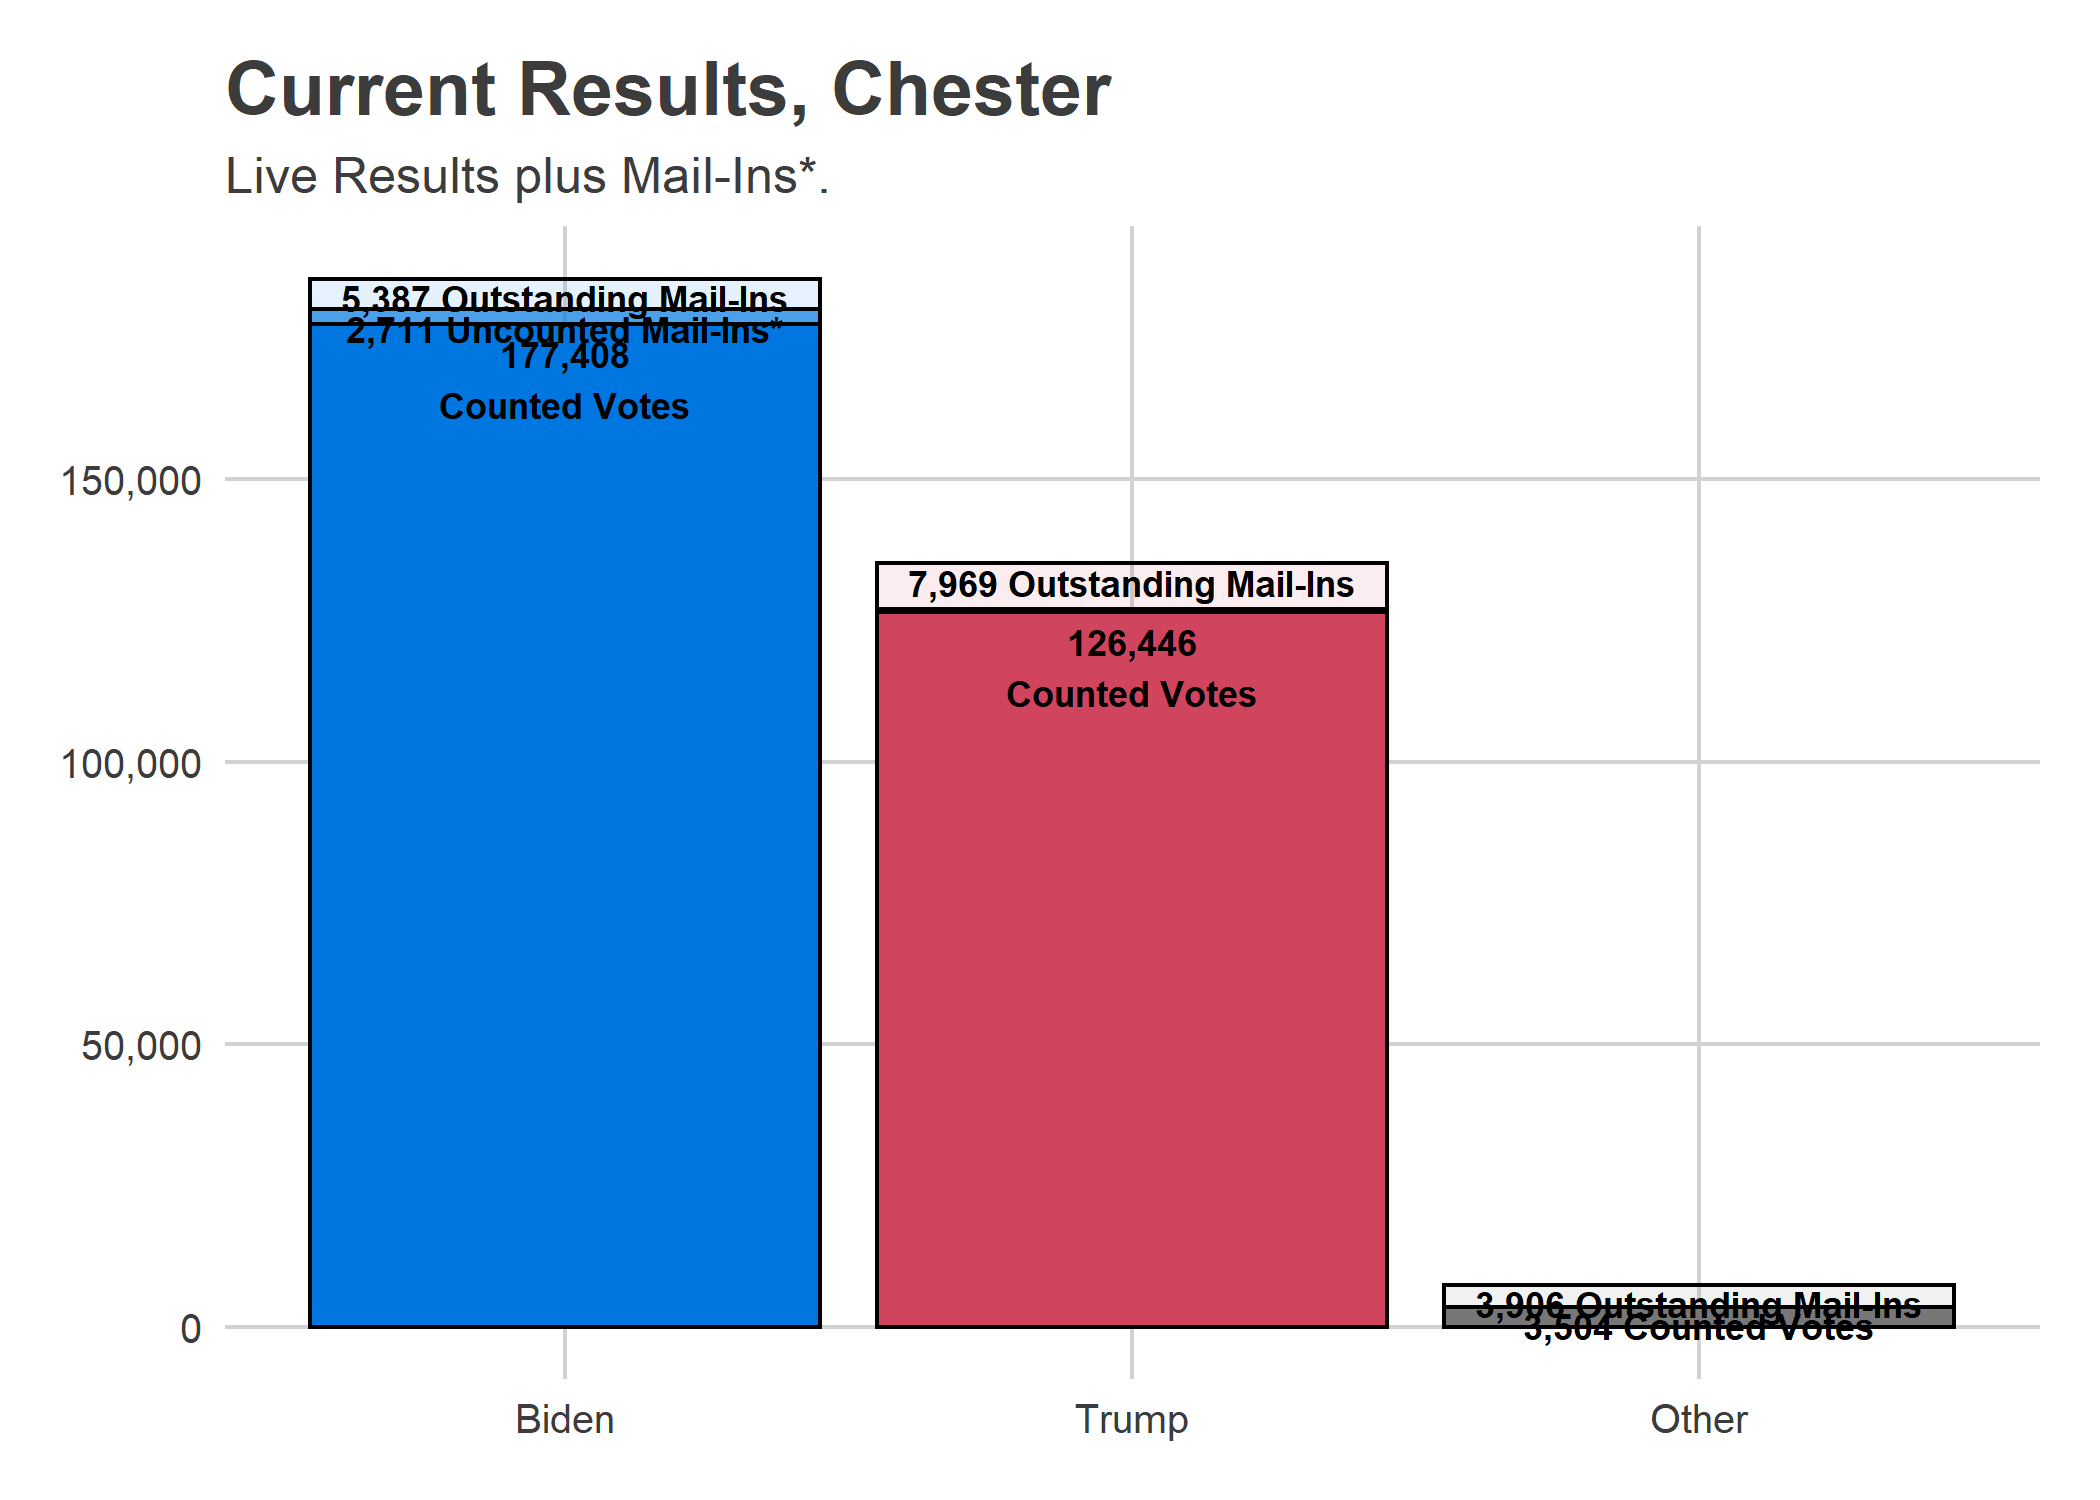 Current Results, Chester
Live Results plus Mail-Ins*.
5,387 Outstanding Mail-Ins
2,711 Uncounted Mail-Ins*
177,408
Counted Votes
150,000
7,969 Outstanding Mail-Ins
126,446
Counted Votes
100,000
50,000
3,906 Outstanding Mail-Ins
3,504 Counted Votes
0
Biden
Trump
Other